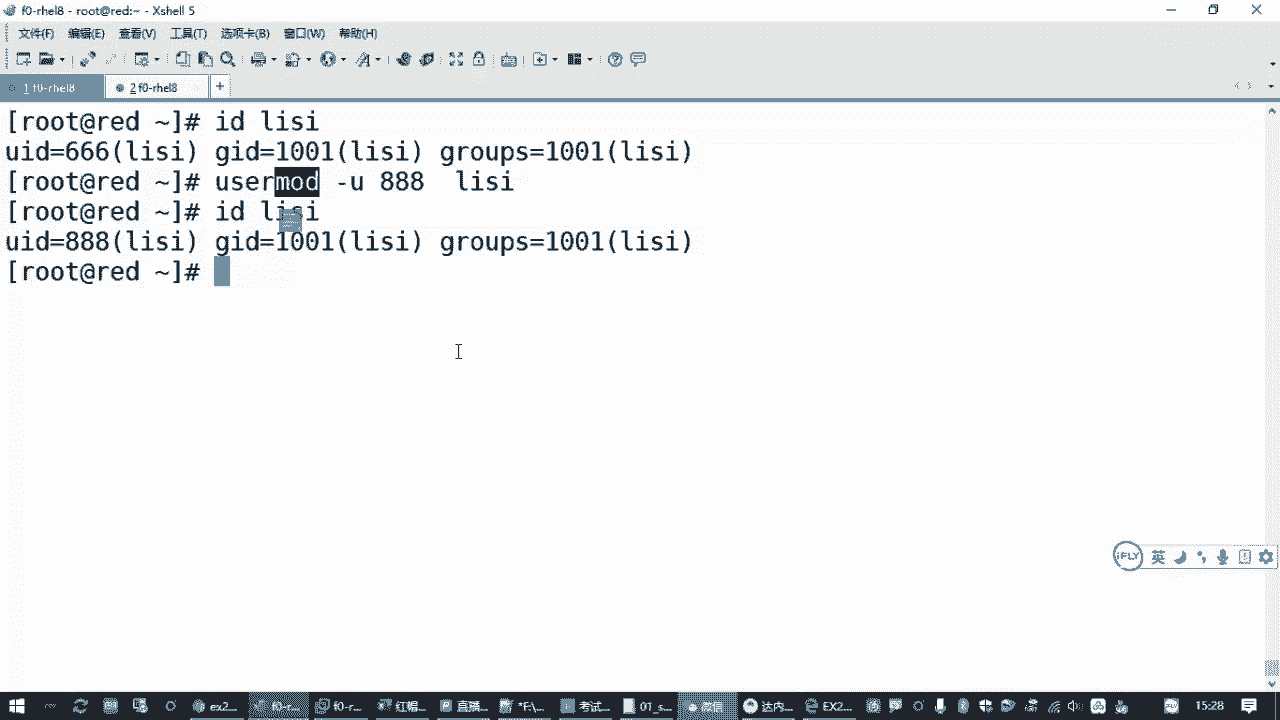 f0-rhel8 - root@red:~ - Xshell 5
文件(F) 编辑(E) 查看(V) 工具(T) 选项卡(B) 窗口(W) 帮助(H)
1 f0-rhel8
2 f0-rhel8
[root@red ~]# id lisi
uid=666(lisi) gid=1001(lisi) groups=1001(lisi)
[root@red ~]# usermod -u 888  lisi
[root@red ~]# id lisi
uid=888(lisi) gid=1001(lisi) groups=1001(lisi)
[root@red ~]#
iFLY 英
ex2... f0-r... f0-r... 红帽... 直播... *F:\... 考试... 01_s... 微信 达内... EX2... 15:28